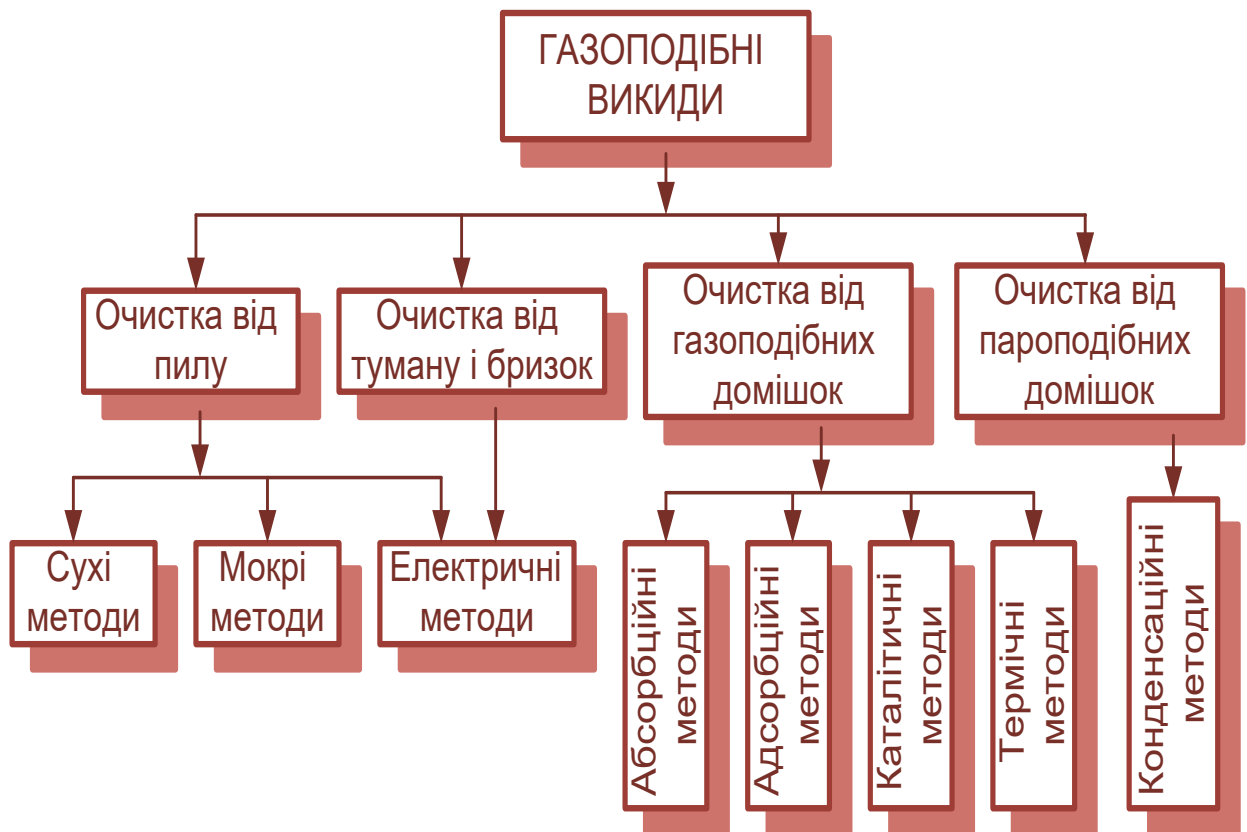 ГАЗОПОДІБНІ
ВИКИДИ
Очистка від
пилу
Очистка від
туману і бризок
Очистка від
газоподібних
домішок
Очистка від
пароподібних
домішок
Сухі
методи
Мокрі
методи
Електричні
методи
Абсорбційні
методи
Адсорбційні
методи
Каталітичні
методи
Термічні
методи
Конденсаційні
методи